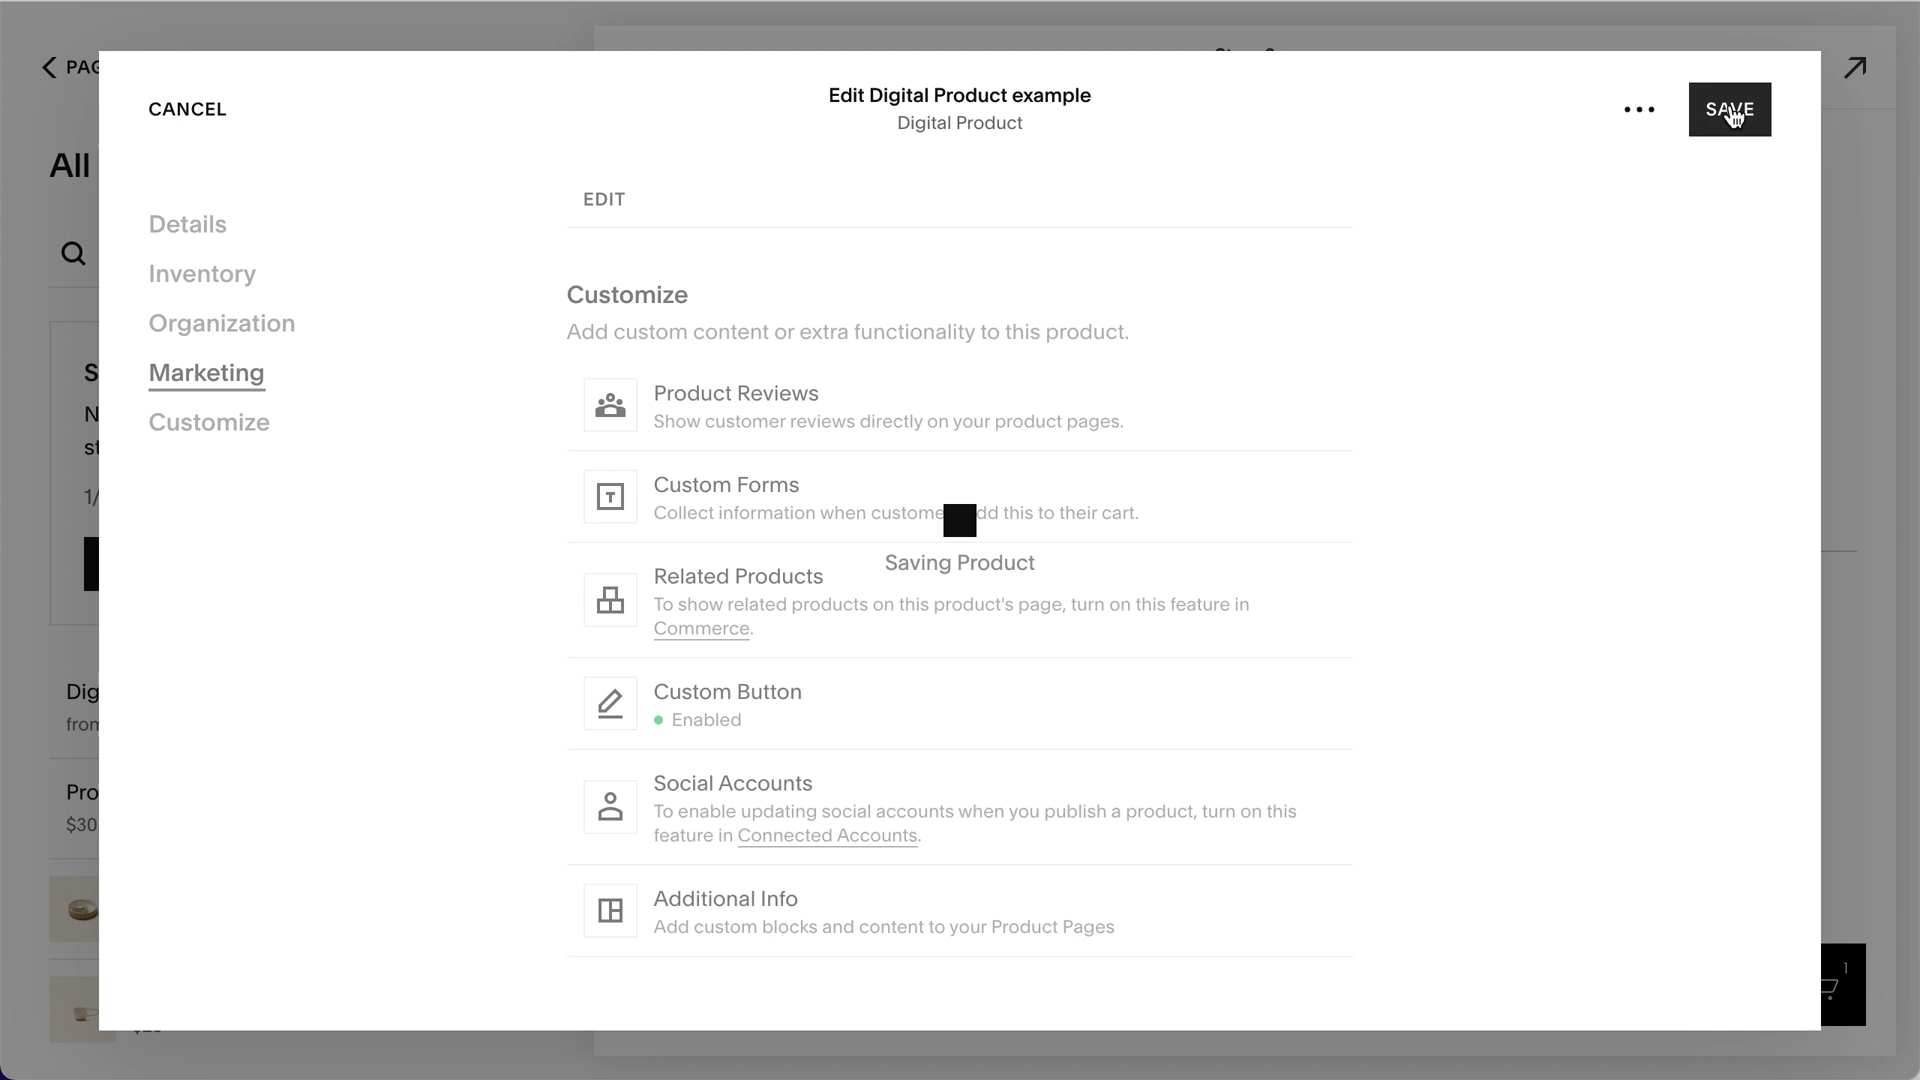 PAG
CANCEL
Edit Digital Product example
Digital Product
SAVE
All
Details
Inventory
Organization
Marketing
Customize
EDIT
Customize
Add custom content or extra functionality to this product.
Product Reviews
Show customer reviews directly on your product pages.
Custom Forms
Collect information when custome dd this to their cart.
Saving Product
Related Products
To show related products on this product's page, turn on this feature in
Commerce.
Custom Button
Enabled
Social Accounts
To enable updating social accounts when you publish a product, turn on this
feature in Connected Accounts.
Additional Info
Add custom blocks and content to your Product Pages
S
N
st
1/
Dig
from
Pro
$30
1